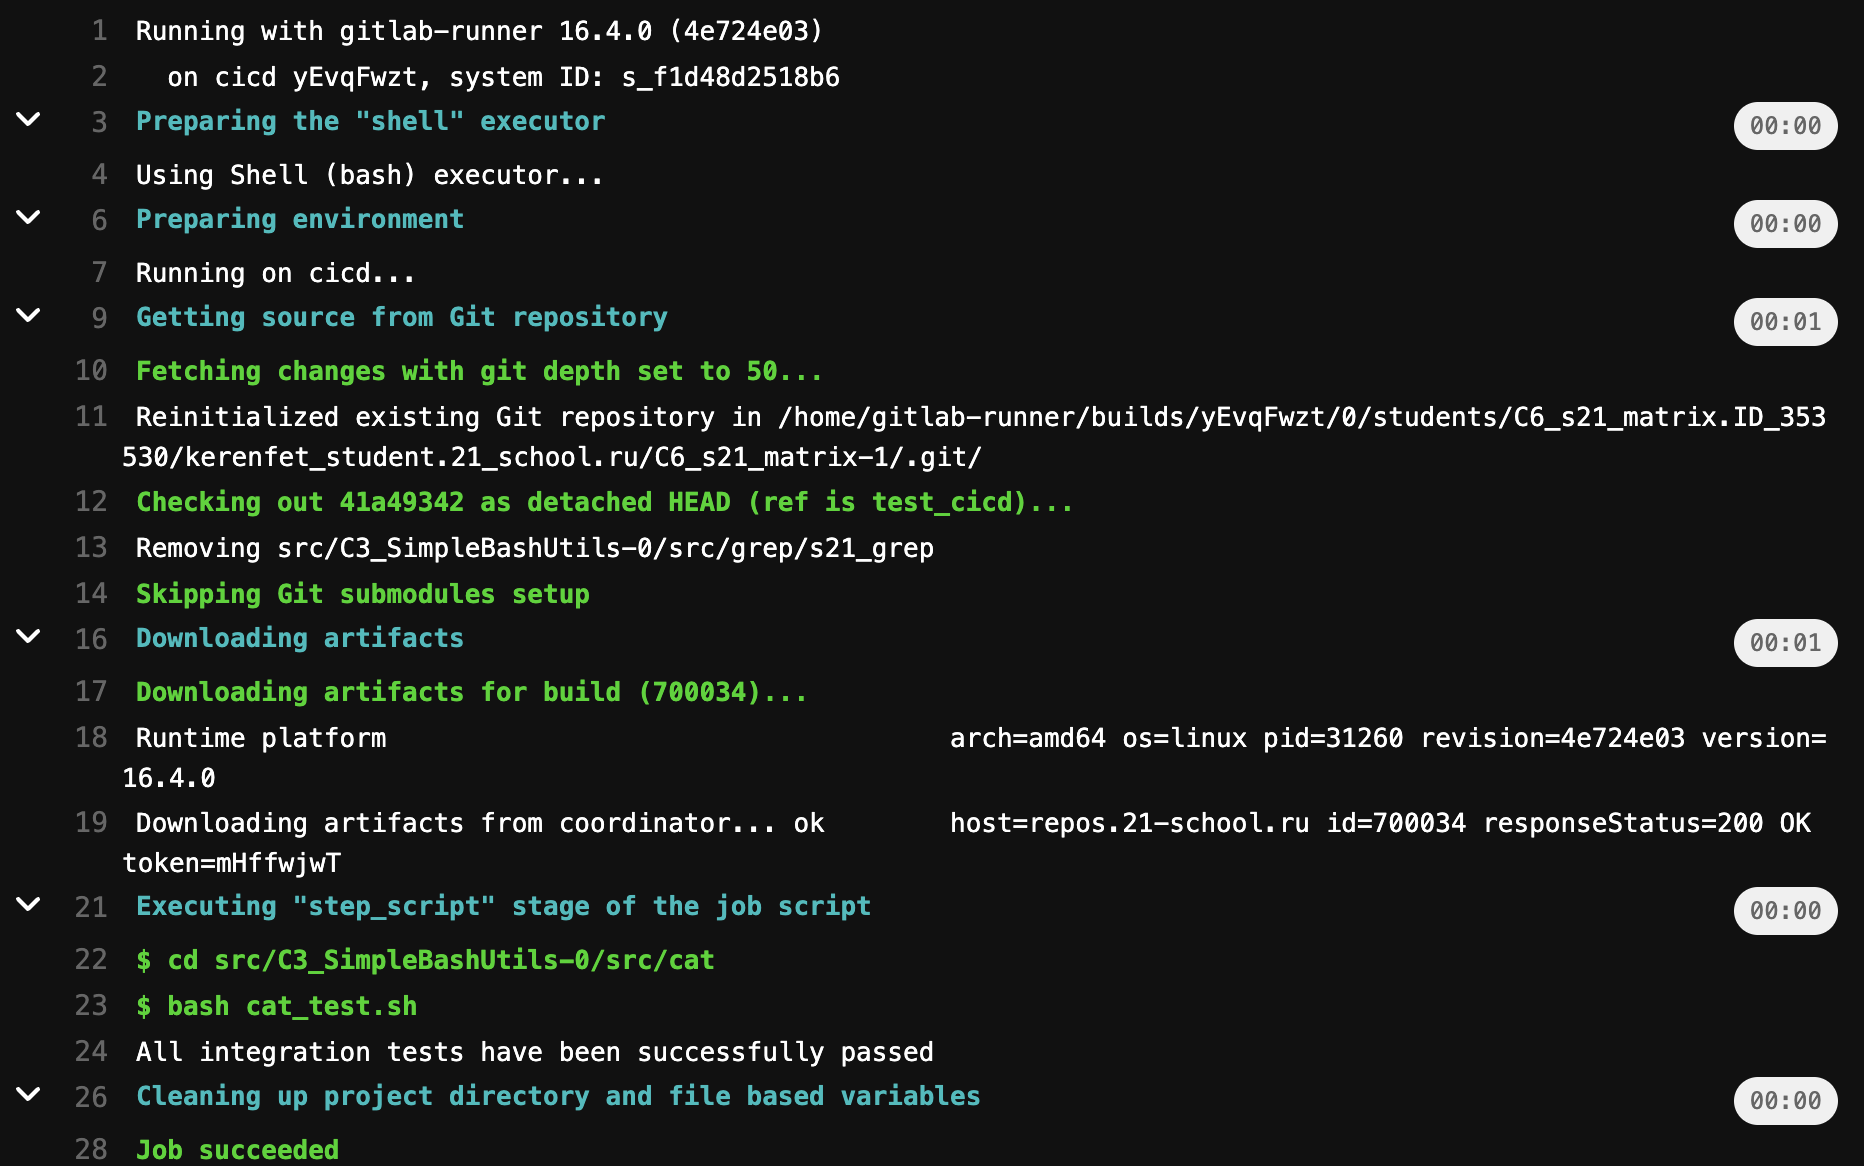 1 Running with gitlab-runner 16.4.0 (4e724e03)
2 on cicd yEvqFwzt, system ID: s_f1d48d2518b6
3 Preparing the "shell" executor 00:00
4 Using Shell (bash) executor...
6 Preparing environment 00:00
7 Running on cicd...
9 Getting source from Git repository 00:01
10 Fetching changes with git depth set to 50...
11 Reinitialized existing Git repository in /home/gitlab-runner/builds/yEvqFwzt/0/students/C6_s21_matrix.ID_353
530/kerenfet_student.21_school.ru/C6_s21_matrix-1/.git/
12 Checking out 41a49342 as detached HEAD (ref is test_cicd)...
13 Removing src/C3_SimpleBashUtils-0/src/grep/s21_grep
14 Skipping Git submodules setup
16 Downloading artifacts 00:01
17 Downloading artifacts for build (700034)...
18 Runtime platform arch=amd64 os=linux pid=31260 revision=4e724e03 version=
16.4.0
19 Downloading artifacts from coordinator... ok host=repos.21-school.ru id=700034 responseStatus=200 OK
token=mHffwjwT
21 Executing "step_script" stage of the job script 00:00
22 $ cd src/C3_SimpleBashUtils-0/src/cat
23 $ bash cat_test.sh
24 All integration tests have been successfully passed
26 Cleaning up project directory and file based variables 00:00
28 Job succeeded